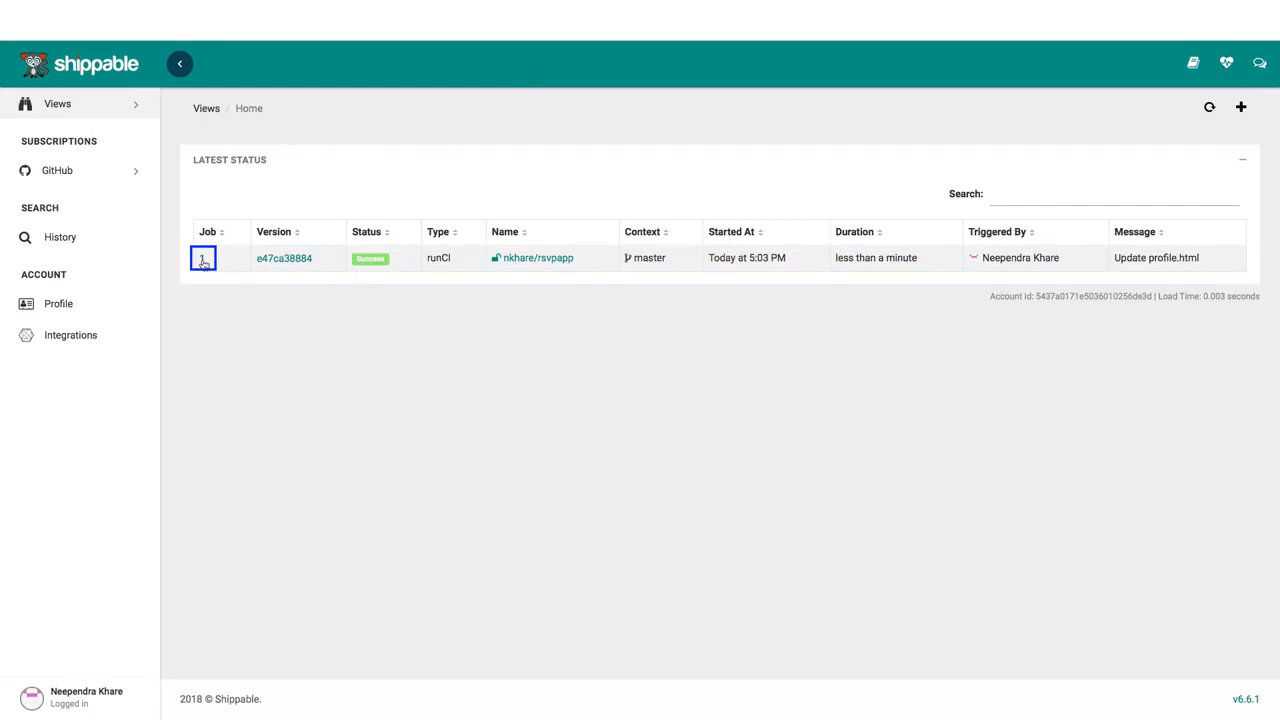 shippable
Views
Views / Home
SUBSCRIPTIONS
GitHub
SEARCH
History
ACCOUNT
Profile
Integrations
LATEST STATUS
Search:
Job Version Status Type Name Context Started At Duration Triggered By Message
1 e47ca38884 Success runCI nkhare/rsvpapp master Today at 5:03 PM less than a minute Neependra Khare Update profile.html
Account Id: 5437a0171e5036010256de3d | Load Time: 0.003 seconds
Neependra Khare
Logged in
2018 © Shippable.
v6.6.1